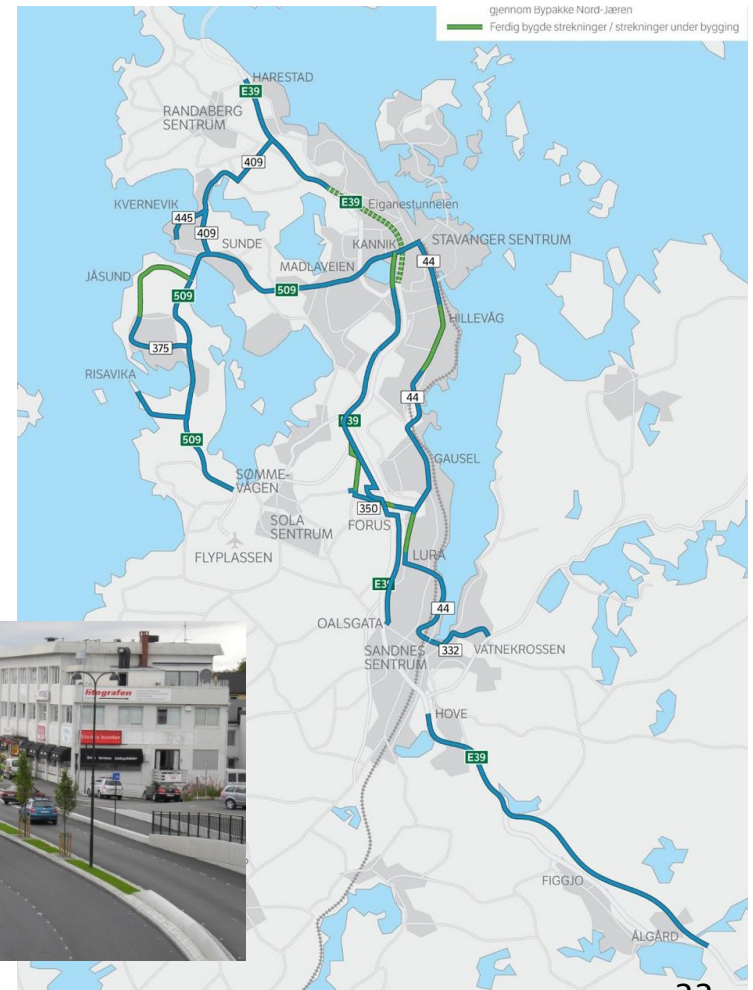 gjennom Bypakke Nord-Jæren
Ferdig bygde strekninger / strekninger under bygging
HARESTAD
E39
RANDABERG
SENTRUM
409
KVERNEVIK
E39
Eiganestunnelen
445
409
SUNDE
KANNIK
STAVANGER SENTRUM
MADLAVEIEN
44
JÅSUND
509
509
HILLEVÅG
375
RISAVIKA
44
E39
509
GAUSEL
SØMME-
VÅGEN
350
FORUS
SOLA
SENTRUM
FLYPLASSEN
LURA
E39
44
OALSGATA
332
VATNEKROSSEN
SANDNES
SENTRUM
litografen
HOVE
E39
FIGGJO
ÅLGÅRD